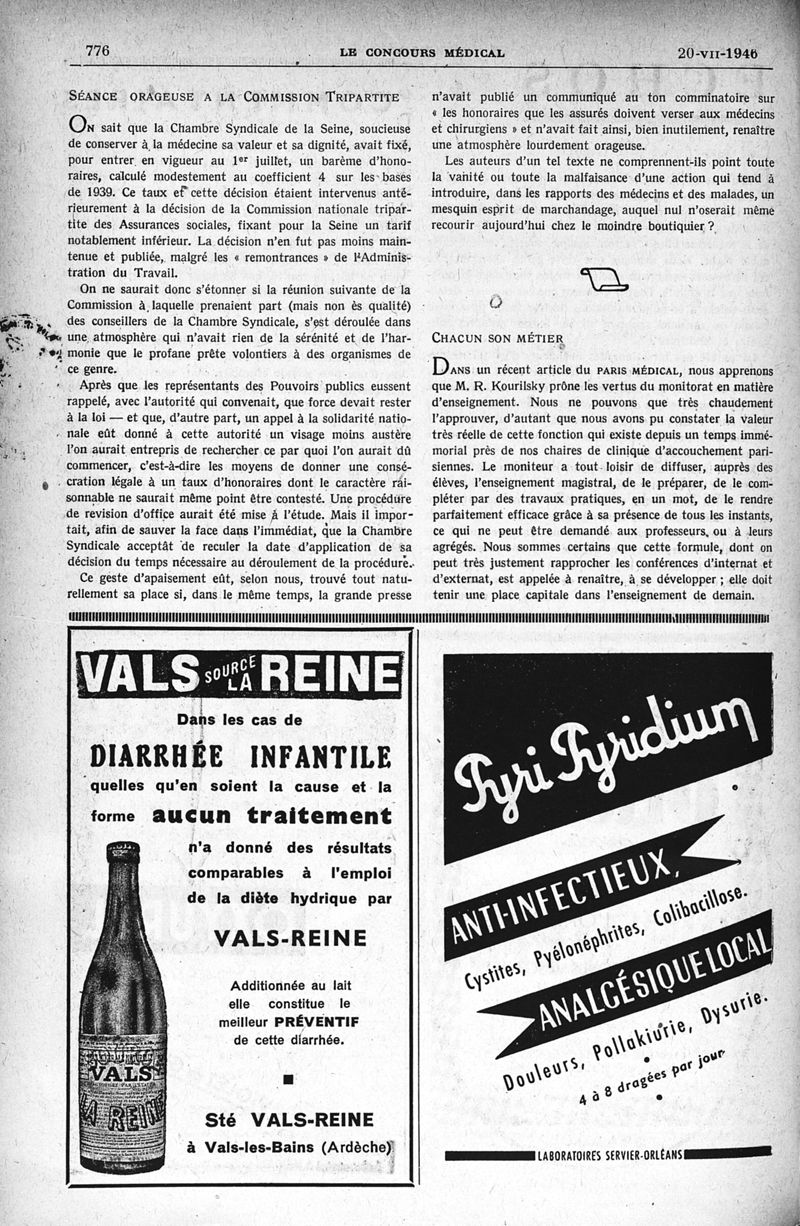 776
LE CONCOURS MÉDICAL
20-VII-1946
SÉANCE ORAGEUSE A LA COMMISSION TRIPARTITE
ON sait que la Chambre Syndicale de la Seine, soucieuse
de conserver à la médecine sa valeur et sa dignité, avait fixé,
pour entrer en vigueur au 1er juillet, un barème d'hono-
raires, calculé modestement au coefficient 4 sur les bases
de 1939. Ce taux et cette décision étaient intervenus anté-
rieurement à la décision de la Commission nationale tripar-
tite des Assurances sociales, fixant pour la Seine un tarif
notablement inférieur. La décision n'en fut pas moins main-
tenue et publiée, malgré les « remontrances » de l'Adminis-
tration du Travail.
On ne saurait donc s'étonner si la réunion suivante de la
Commission à laquelle prenaient part (mais non ès qualité)
des conseillers de la Chambre Syndicale, s'est déroulée dans
une atmosphère qui n'avait rien de la sérénité et de l'har-
monie que le profane prête volontiers à des organismes de
ce genre.
Après que les représentants des Pouvoirs publics eussent
rappelé, avec l'autorité qui convenait, que force devait rester
à la loi — et que, d'autre part, un appel à la solidarité natio-
nale eût donné à cette autorité un visage moins austère
l'on aurait entrepris de rechercher ce par quoi l'on aurait dû
commencer, c'est-à-dire les moyens de donner une consé-
cration légale à un taux d'honoraires dont le caractère rai-
sonnable ne saurait même point être contesté. Une procédure
de revision d'office aurait été mise à l'étude. Mais il impor-
tait, afin de sauver la face dans l'immédiat, que la Chambre
Syndicale acceptât de reculer la date d'application de sa
décision du temps nécessaire au déroulement de la procédure.
Ce geste d'apaisement eût, selon nous, trouvé tout natu-
rellement sa place si, dans le même temps, la grande presse
n'avait publié un communiqué au ton comminatoire sur
« les honoraires que les assurés doivent verser aux médecins
et chirurgiens » et n'avait fait ainsi, bien inutilement, renaître
une atmosphère lourdement orageuse.
Les auteurs d'un tel texte ne comprennent-ils point toute
la vanité ou toute la malfaisance d'une action qui tend à
introduire, dans les rapports des médecins et des malades, un
mesquin esprit de marchandage, auquel nul n'oserait même
recourir aujourd'hui chez le moindre boutiquier ?
CHACUN SON MÉTIER
DANS un récent article du PARIS MÉDICAL, nous apprenons
que M. R. Kourilsky prône les vertus du monitorat en matière
d'enseignement. Nous ne pouvons que très chaudement
l'approuver, d'autant que nous avons pu constater la valeur
très réelle de cette fonction qui existe depuis un temps immé-
morial près de nos chaires de clinique d'accouchement pari-
siennes. Le moniteur a tout loisir de diffuser, auprès des
élèves, l'enseignement magistral, de le préparer, de le com-
pléter par des travaux pratiques, en un mot, de le rendre
parfaitement efficace grâce à sa présence de tous les instants,
ce qui ne peut être demandé aux professeurs, ou à leurs
agrégés. Nous sommes certains que cette formule, dont on
peut très justement rapprocher les conférences d'internat et
d'externat, est appelée à renaître, à se développer ; elle doit
tenir une place capitale dans l'enseignement de demain.
VALS SOURCE LA REINE
Dans les cas de
DIARRHÉE INFANTILE
quelles qu'en soient la cause et la
forme aucun traitement
n'a donné des résultats
comparables à l'emploi
de la diète hydrique par
VALS-REINE
Additionnée au lait
elle constitue le
meilleur PRÉVENTIF
de cette diarrhée.
Sté VALS-REINE
à Vals-les-Bains (Ardèche)
VALS
LA REINE
Pyri Pyridium
ANTI-INFECTIEUX,
Cystites, Pyélonéphrites, Colibacillose.
ANALGÉSIQUE LOCAL
Douleurs, Pollakiurie, Dysurie.
4 à 8 dragées par jour
LABORATOIRES SERVIER-ORLÉANS